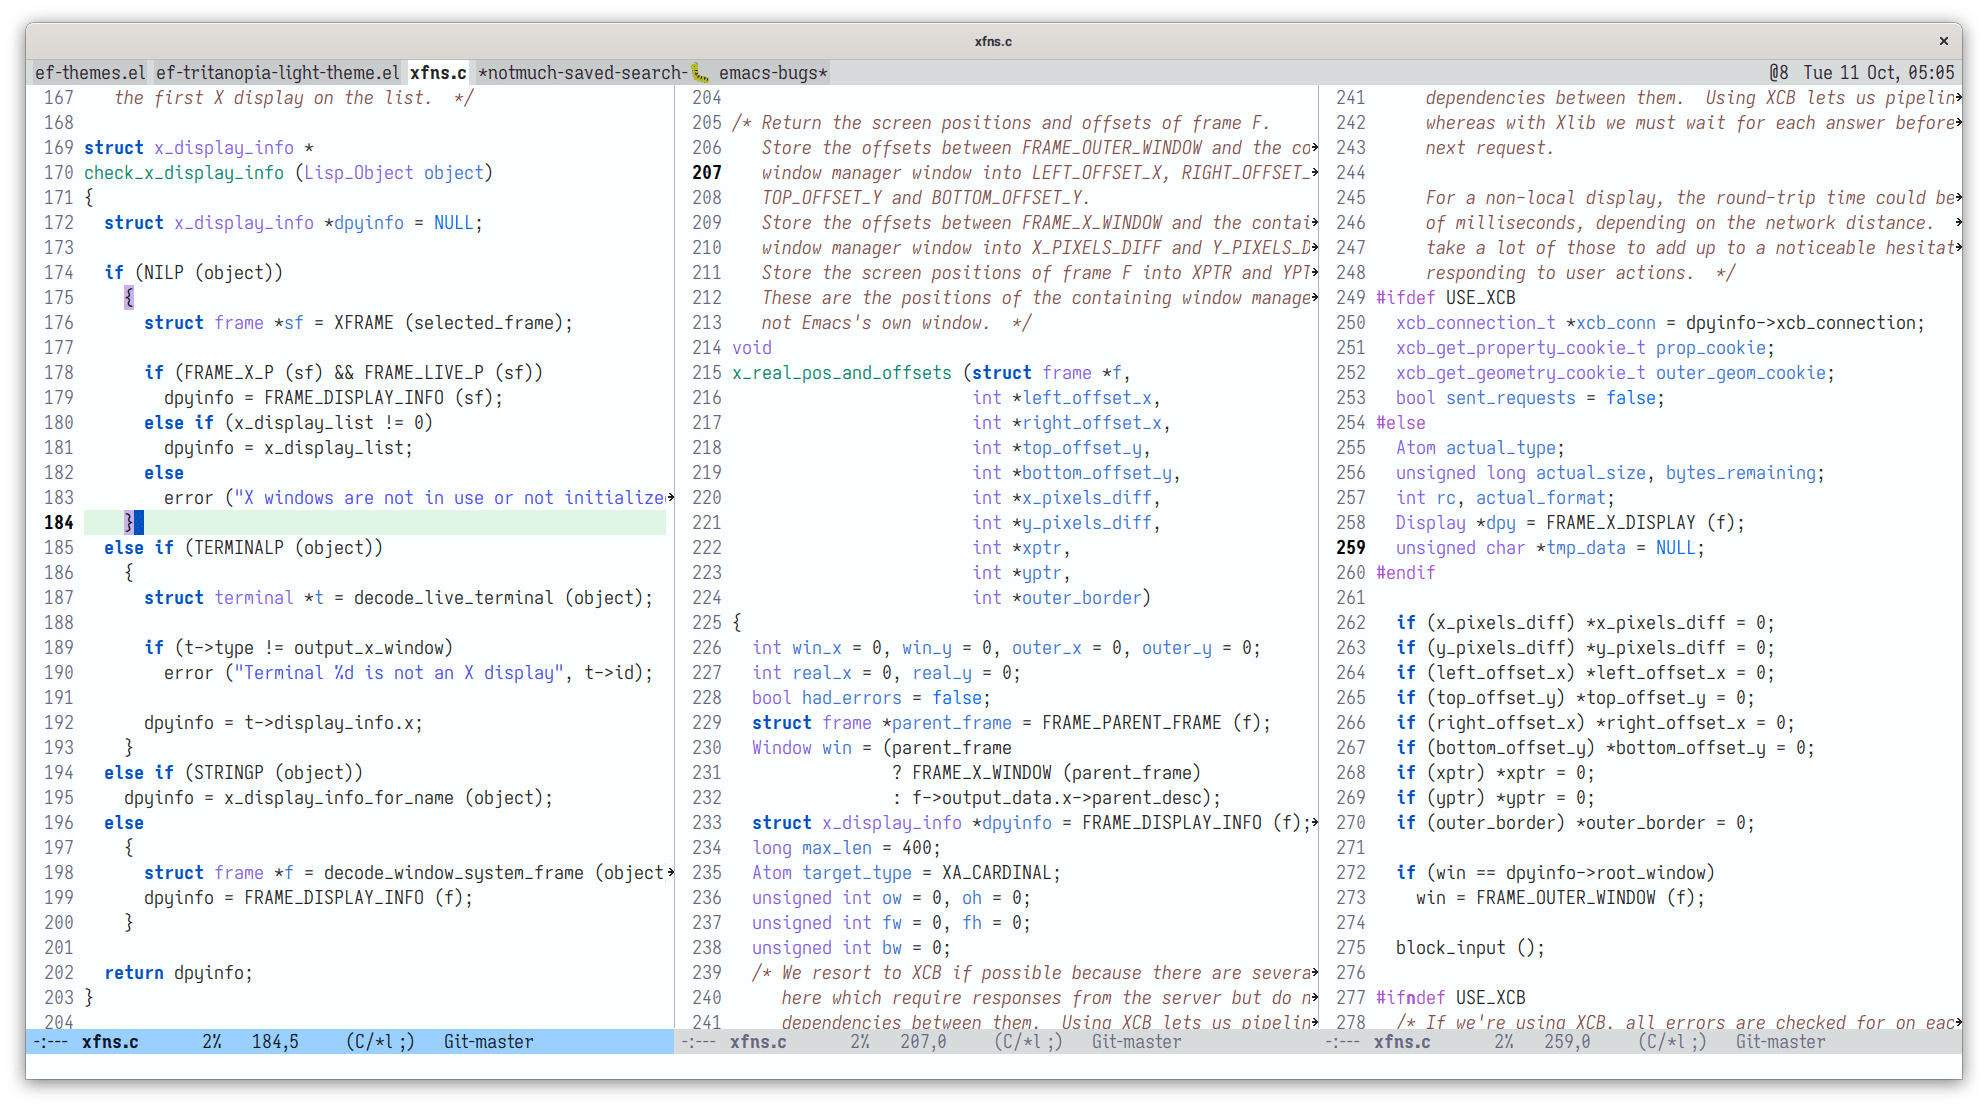 xfns.c ×
ef-themes.el ef-tritanopia-light-theme.el xfns.c *notmuch-saved-search-🐛 emacs-bugs* @8 Tue 11 Oct, 05:05
167    the first X display on the list.  */
168
169 struct x_display_info *
170 check_x_display_info (Lisp_Object object)
171 {
172   struct x_display_info *dpyinfo = NULL;
173
174   if (NILP (object))
175     {
176       struct frame *sf = XFRAME (selected_frame);
177
178       if (FRAME_X_P (sf) && FRAME_LIVE_P (sf))
179         dpyinfo = FRAME_DISPLAY_INFO (sf);
180       else if (x_display_list != 0)
181         dpyinfo = x_display_list;
182       else
183         error ("X windows are not in use or not initialize
184     }
185   else if (TERMINALP (object))
186     {
187       struct terminal *t = decode_live_terminal (object);
188
189       if (t->type != output_x_window)
190         error ("Terminal %d is not an X display", t->id);
191
192       dpyinfo = t->display_info.x;
193     }
194   else if (STRINGP (object))
195     dpyinfo = x_display_info_for_name (object);
196   else
197     {
198       struct frame *f = decode_window_system_frame (object
199       dpyinfo = FRAME_DISPLAY_INFO (f);
200     }
201
202   return dpyinfo;
203 }
204
-:--- xfns.c 2% 184,5 (C/*l ;) Git-master
204
205 /* Return the screen positions and offsets of frame F.
206    Store the offsets between FRAME_OUTER_WINDOW and the co
207    window manager window into LEFT_OFFSET_X, RIGHT_OFFSET_
208    TOP_OFFSET_Y and BOTTOM_OFFSET_Y.
209    Store the offsets between FRAME_X_WINDOW and the contai
210    window manager window into X_PIXELS_DIFF and Y_PIXELS_D
211    Store the screen positions of frame F into XPTR and YPT
212    These are the positions of the containing window manage
213    not Emacs's own window.  */
214 void
215 x_real_pos_and_offsets (struct frame *f,
216                         int *left_offset_x,
217                         int *right_offset_x,
218                         int *top_offset_y,
219                         int *bottom_offset_y,
220                         int *x_pixels_diff,
221                         int *y_pixels_diff,
222                         int *xptr,
223                         int *yptr,
224                         int *outer_border)
225 {
226   int win_x = 0, win_y = 0, outer_x = 0, outer_y = 0;
227   int real_x = 0, real_y = 0;
228   bool had_errors = false;
229   struct frame *parent_frame = FRAME_PARENT_FRAME (f);
230   Window win = (parent_frame
231                 ? FRAME_X_WINDOW (parent_frame)
232                 : f->output_data.x->parent_desc);
233   struct x_display_info *dpyinfo = FRAME_DISPLAY_INFO (f);
234   long max_len = 400;
235   Atom target_type = XA_CARDINAL;
236   unsigned int ow = 0, oh = 0;
237   unsigned int fw = 0, fh = 0;
238   unsigned int bw = 0;
239   /* We resort to XCB if possible because there are severa
240      here which require responses from the server but do n
241      dependencies between them.  Using XCB lets us pipelin
-:--- xfns.c 2% 207,0 (C/*l ;) Git-master
241      dependencies between them.  Using XCB lets us pipelin
242      whereas with Xlib we must wait for each answer before
243      next request.
244
245      For a non-local display, the round-trip time could be
246      of milliseconds, depending on the network distance.
247      take a lot of those to add up to a noticeable hesitat
248      responding to user actions.  */
249 #ifdef USE_XCB
250   xcb_connection_t *xcb_conn = dpyinfo->xcb_connection;
251   xcb_get_property_cookie_t prop_cookie;
252   xcb_get_geometry_cookie_t outer_geom_cookie;
253   bool sent_requests = false;
254 #else
255   Atom actual_type;
256   unsigned long actual_size, bytes_remaining;
257   int rc, actual_format;
258   Display *dpy = FRAME_X_DISPLAY (f);
259   unsigned char *tmp_data = NULL;
260 #endif
261
262   if (x_pixels_diff) *x_pixels_diff = 0;
263   if (y_pixels_diff) *y_pixels_diff = 0;
264   if (left_offset_x) *left_offset_x = 0;
265   if (top_offset_y) *top_offset_y = 0;
266   if (right_offset_x) *right_offset_x = 0;
267   if (bottom_offset_y) *bottom_offset_y = 0;
268   if (xptr) *xptr = 0;
269   if (yptr) *yptr = 0;
270   if (outer_border) *outer_border = 0;
271
272   if (win == dpyinfo->root_window)
273     win = FRAME_OUTER_WINDOW (f);
274
275   block_input ();
276
277 #ifndef USE_XCB
278   /* If we're using XCB, all errors are checked for on eac
-:--- xfns.c 2% 259,0 (C/*l ;) Git-master